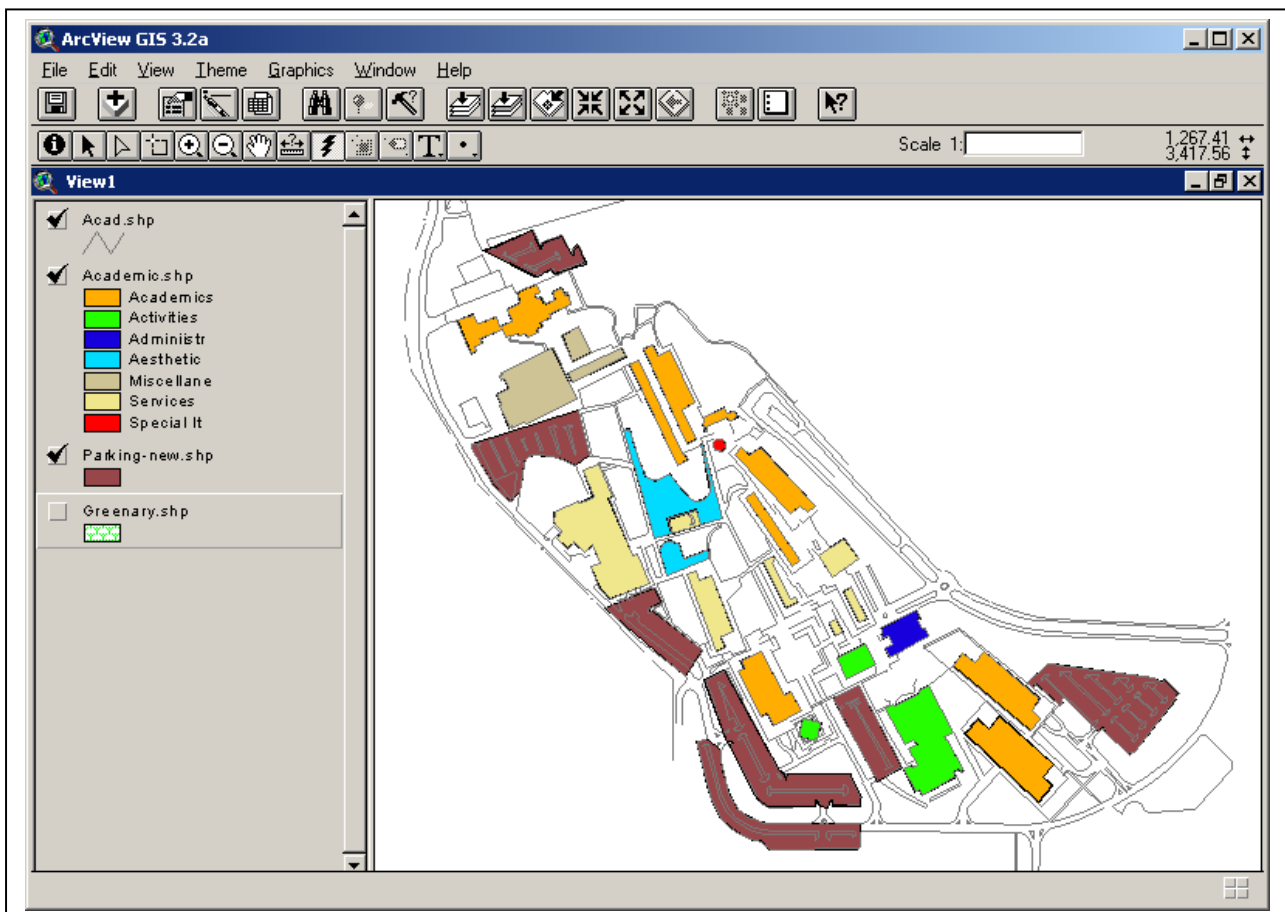 ArcView GIS 3.2a
File Edit View Theme Graphics Window Help
T
Scale 1:
1,267.41
3,417.56
View1
Acad.shp
Academic.shp
Academics
Activities
Adminiistr
Aesthetic
Miscellane
Services
Special It
Parking-new.shp
Greenary.shp